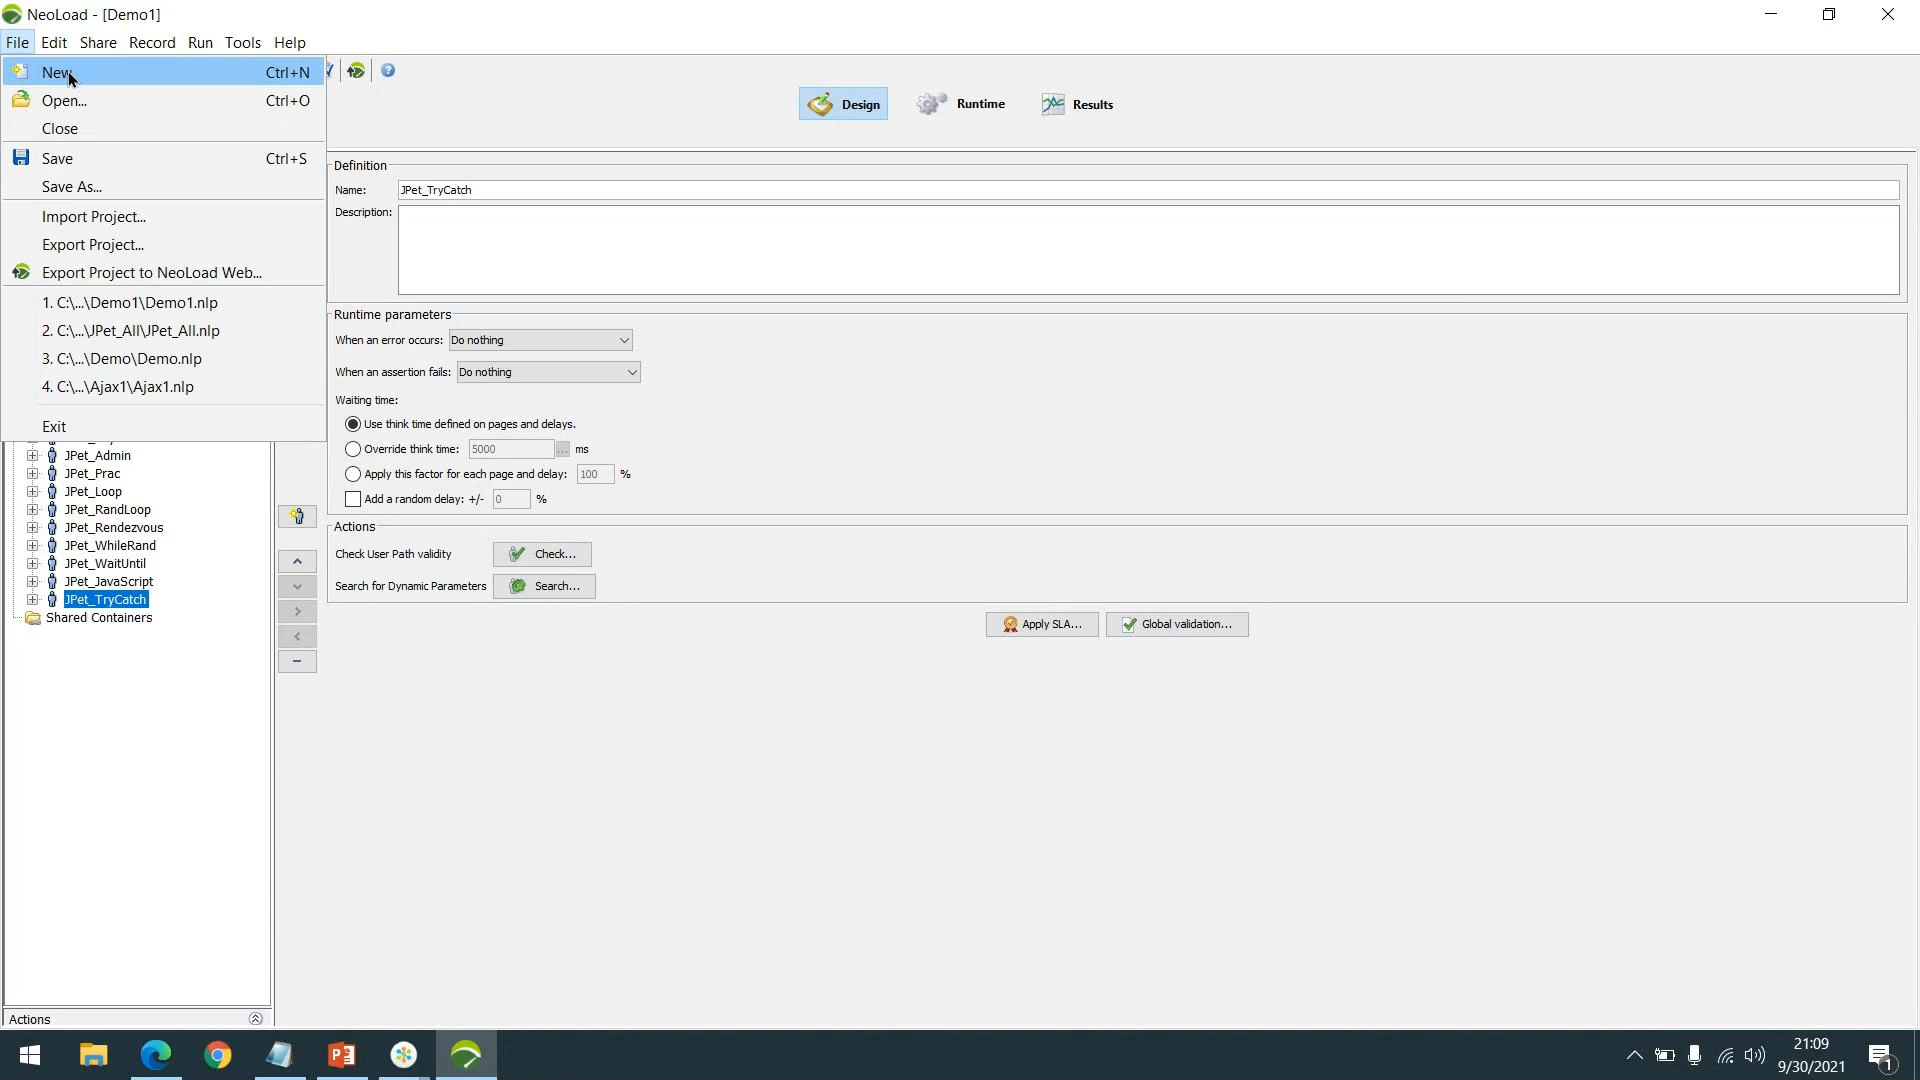 NeoLoad - [Demo1]
File Edit Share Record Run Tools Help
New Ctrl+N
Open... Ctrl+O
Close
Save Ctrl+S
Save As...
Import Project...
Export Project...
Export Project to NeoLoad Web...
1. C:\...\Demo1\Demo1.nlp
2. C:\...\JPet_All\JPet_All.nlp
3. C:\...\Demo\Demo.nlp
4. C:\...\Ajax1\Ajax1.nlp
Exit
Design Runtime Results
Definition
Name: JPet_TryCatch
Description:
Runtime parameters
When an error occurs: Do nothing
When an assertion fails: Do nothing
Waiting time:
Use think time defined on pages and delays.
Override think time: 5000 ... ms
Apply this factor for each page and delay: 100 %
Add a random delay: +/- 0 %
Actions
Check User Path validity Check...
Search for Dynamic Parameters Search...
Apply SLA... Global validation...
JPet_Admin
JPet_Prac
JPet_Loop
JPet_RandLoop
JPet_Rendezvous
JPet_WhileRand
JPet_WaitUntil
JPet_JavaScript
JPet_TryCatch
Shared Containers
Actions
21:09
9/30/2021
1